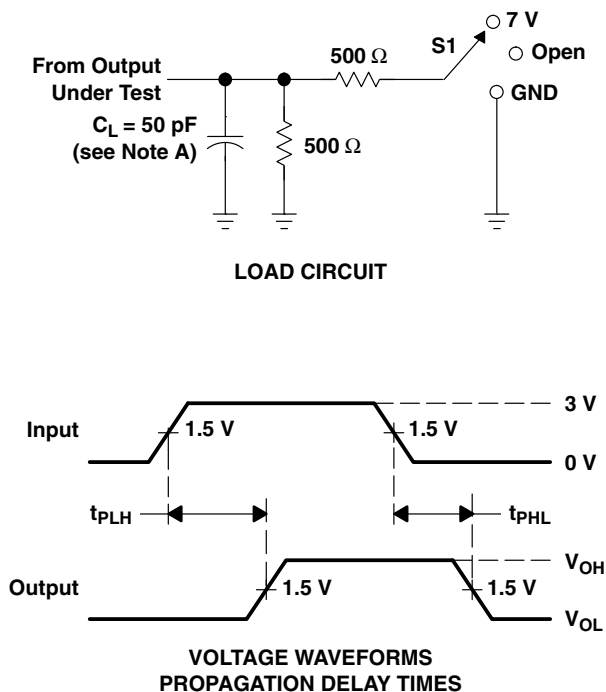 7 V
S1
Open
500 Ω
From Output
Under Test
GND
C_L = 50 pF
(see Note A)
500 Ω
LOAD CIRCUIT
3 V
Input
1.5 V
1.5 V
0 V
t_PLH
t_PHL
V_OH
Output
1.5 V
1.5 V
V_OL
VOLTAGE WAVEFORMS
PROPAGATION DELAY TIMES